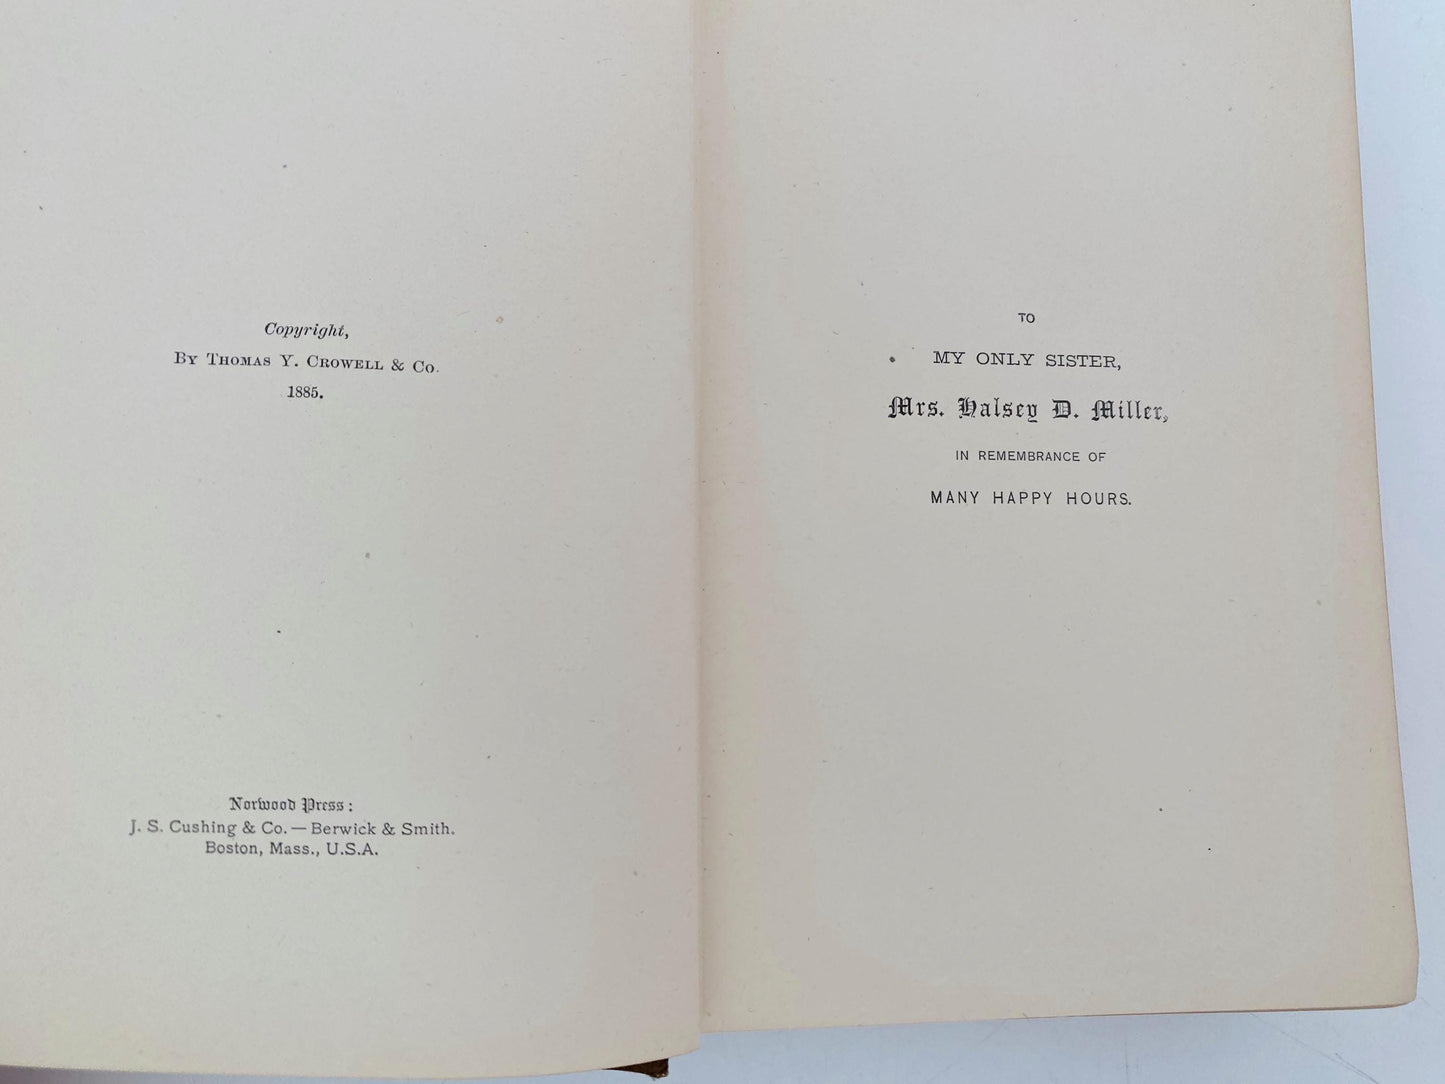 Copyright,
By Thomas Y. Crowell & Co.
1885.
Norwood Press:
J. S. Cushing & Co. — Berwick & Smith.
Boston, Mass., U.S.A.
TO
MY ONLY SISTER,
Mrs. Halsey D. Miller,
IN REMEMBRANCE OF
MANY HAPPY HOURS.